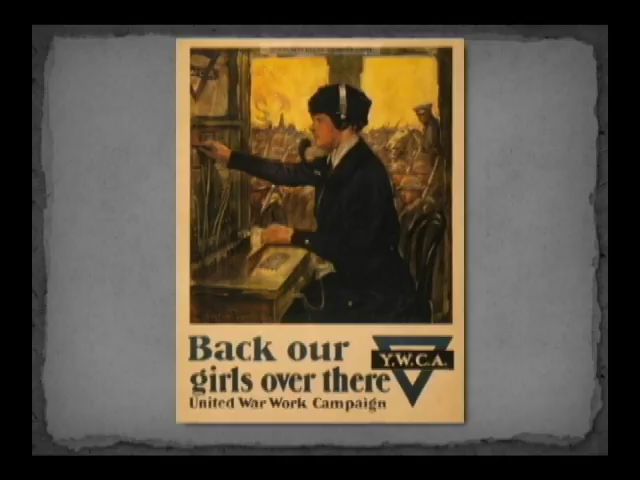 Y.W.C.A.
Back our
girls over there
Y.W.C.A.
United War Work Campaign